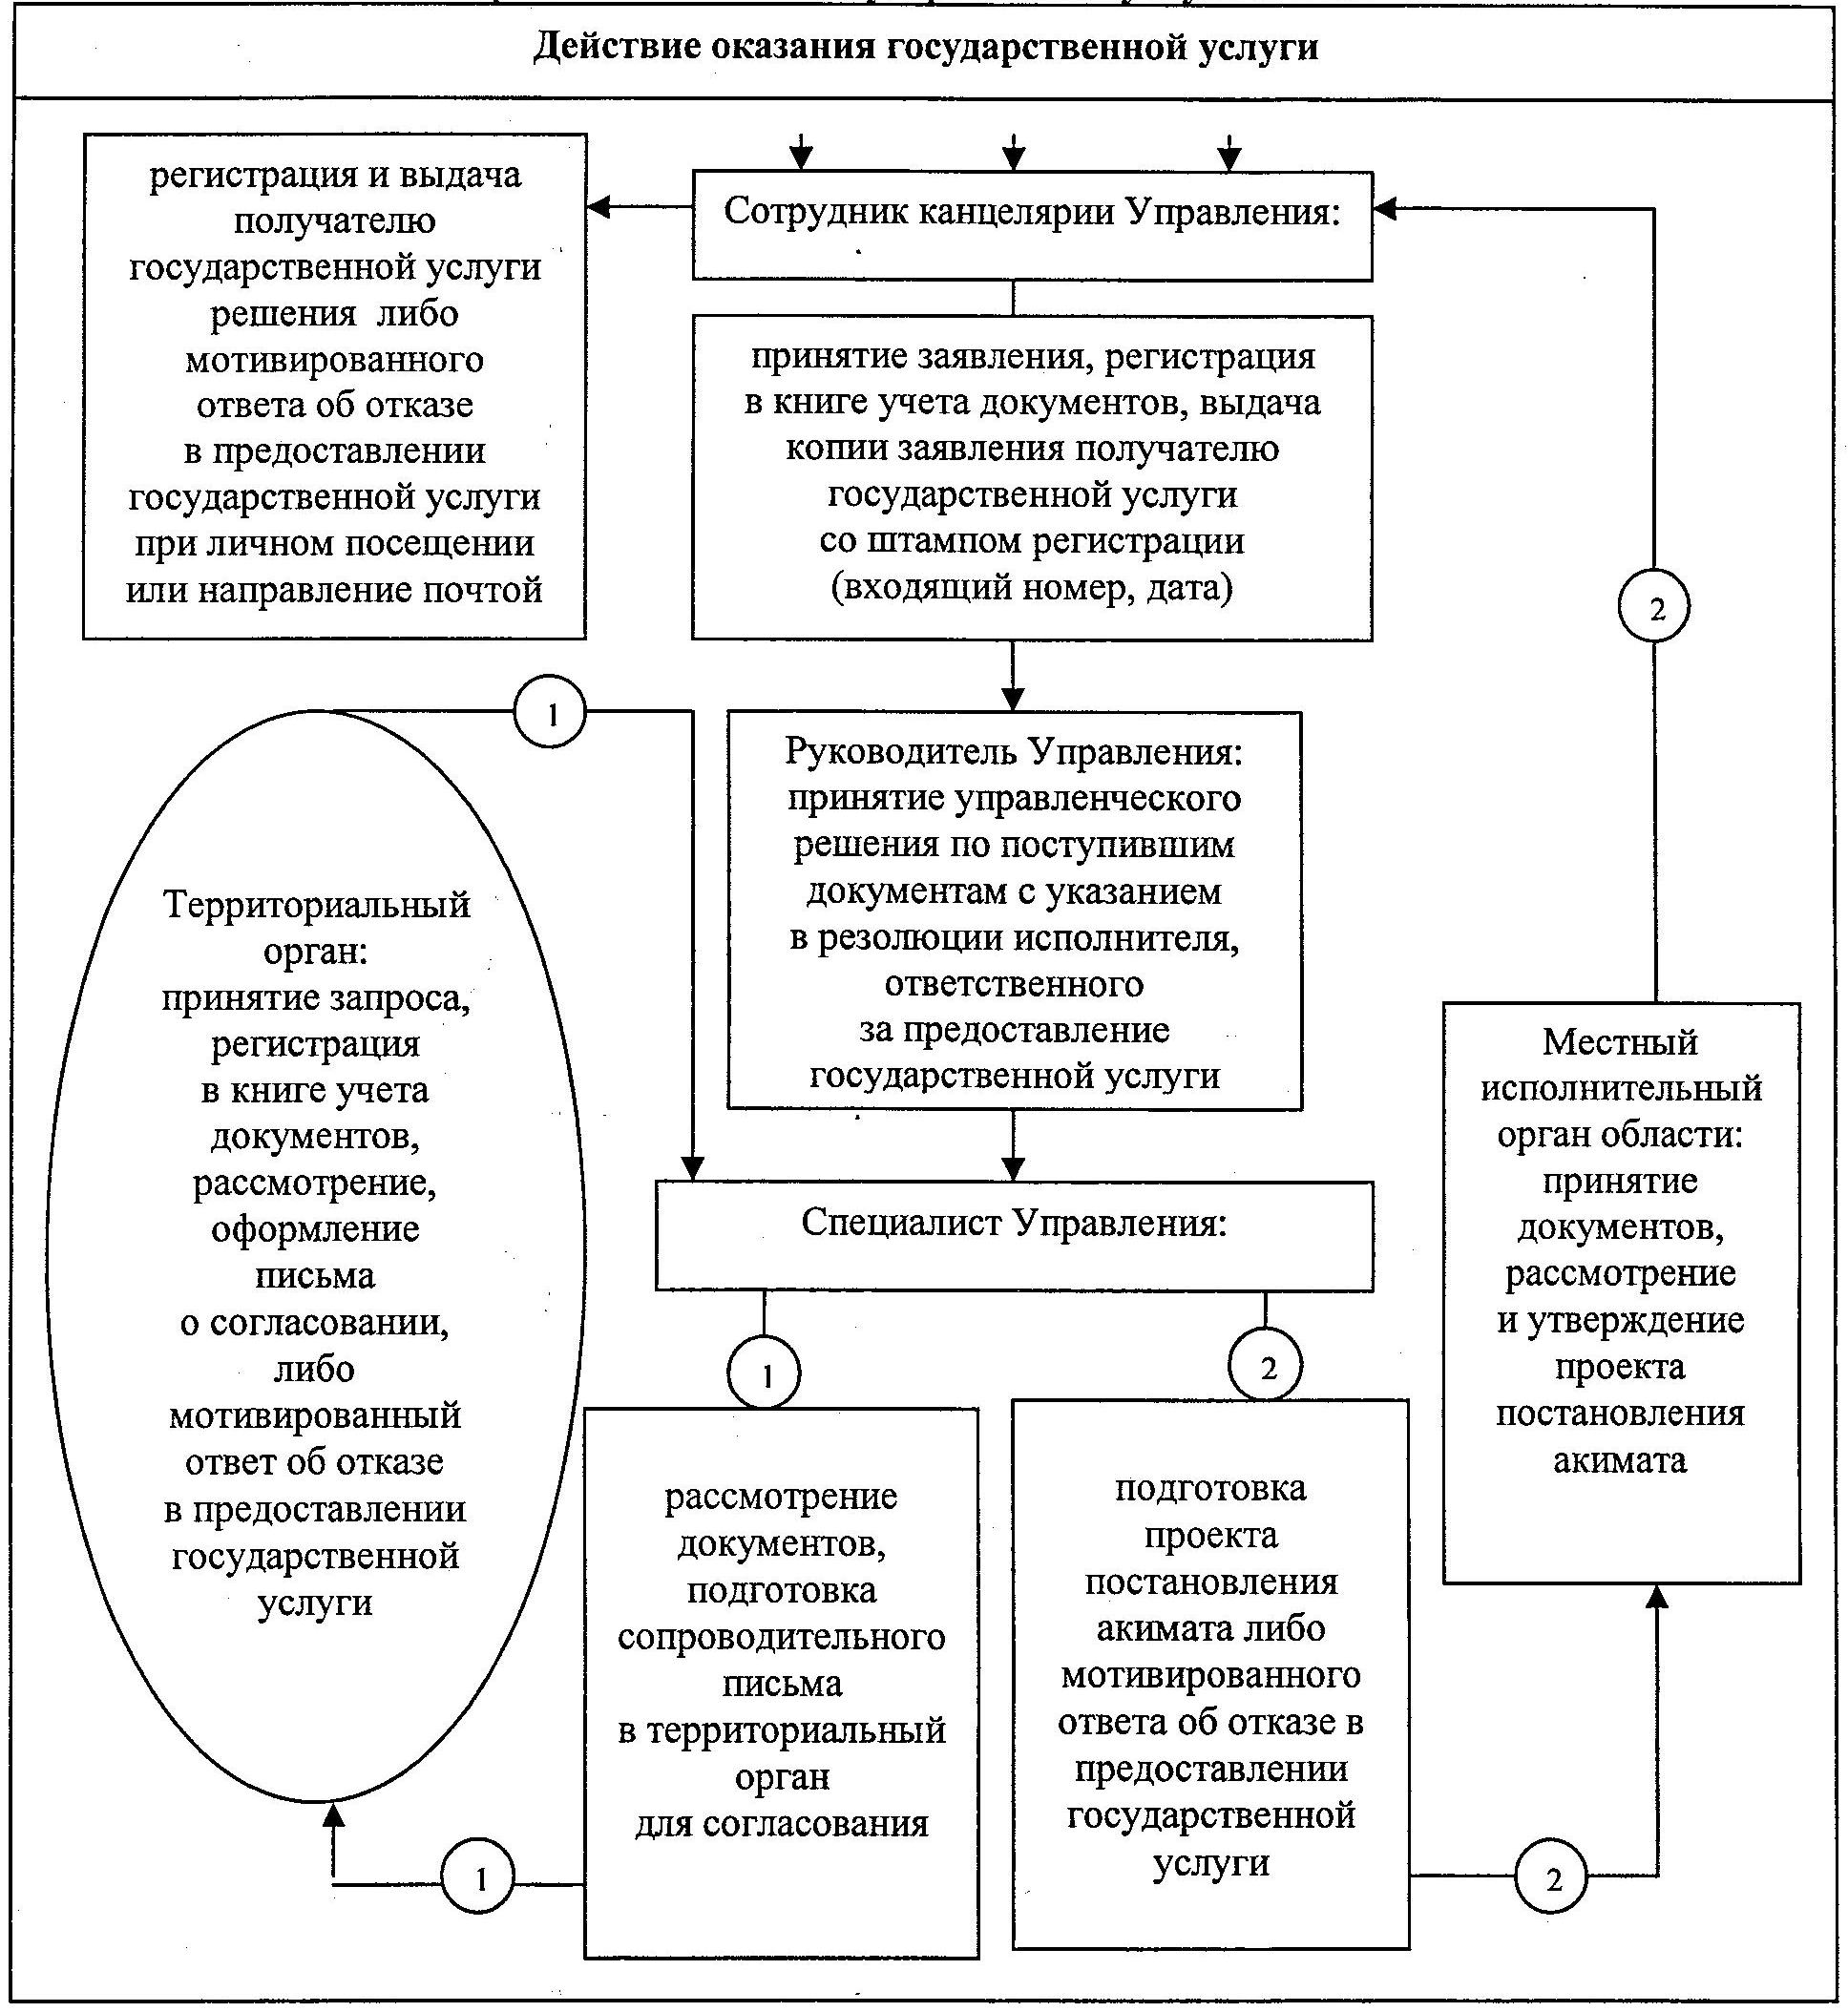 Действие оказания государственной услуги
регистрация и выдача
получателю
государственной услуги
решения либо
мотивированного
ответа об отказе
в предоставлении
государственной услуги
при личном посещении
или направление почтой
Сотрудник канцелярии Управления:
принятие заявления, регистрация
в книге учета документов, выдача
копии заявления получателю
государственной услуги
со штампом регистрации
(входящий номер, дата)
2
1
Руководитель Управления:
принятие управленческого
решения по поступившим
документам с указанием
в резолюции исполнителя,
ответственного
за предоставление
государственной услуги
Территориальный
орган:
принятие запроса,
регистрация
в книге учета
документов,
рассмотрение,
оформление
письма
о согласовании,
либо
мотивированный
ответ об отказе
в предоставлении
государственной
услуги
Специалист Управления:
1
2
Местный
исполнительный
орган области:
принятие
документов,
рассмотрение
и утверждение
проекта
постановления
акимата
рассмотрение
документов,
подготовка
сопроводительного
письма
в территориальный
орган
для согласования
подготовка
проекта
постановления
акимата либо
мотивированного
ответа об отказе в
предоставлении
государственной
услуги
1
2